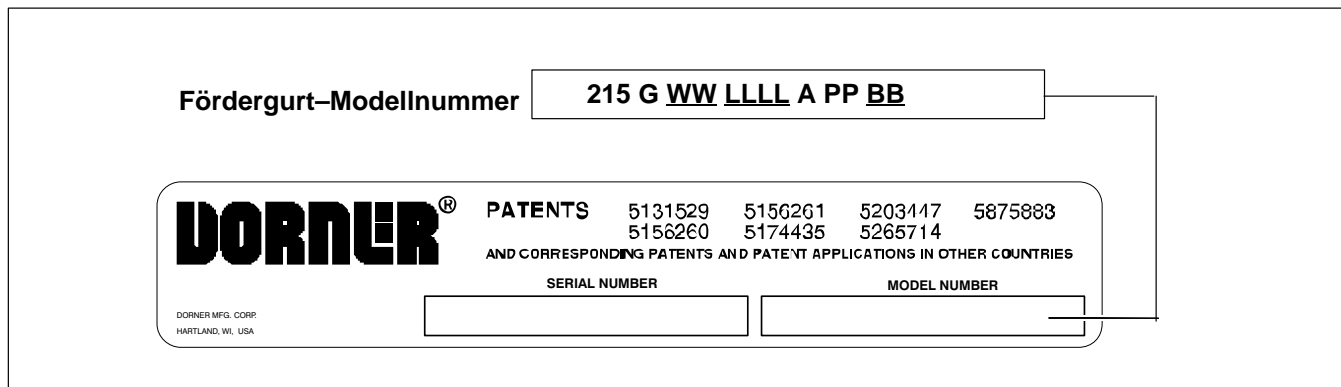 Fördergurt–Modellnummer 215 G WW LLLL A PP BB
DORNER®
PATENTS 5131529 5156261 5203447 5875883
5156260 5174435 5265714
AND CORRESPONDING PATENTS AND PATENT APPLICATIONS IN OTHER COUNTRIES
SERIAL NUMBER MODEL NUMBER
DORNER MFG. CORP.
HARTLAND, WI, USA